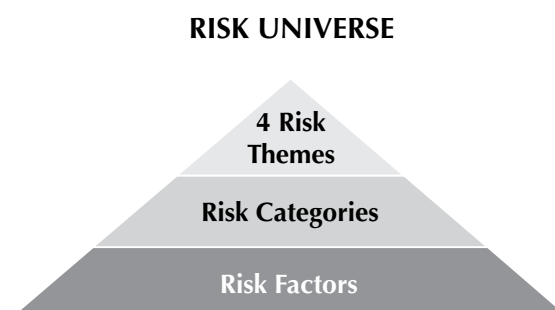 RISK UNIVERSE
4 Risk
Themes
Risk Categories
Risk Factors